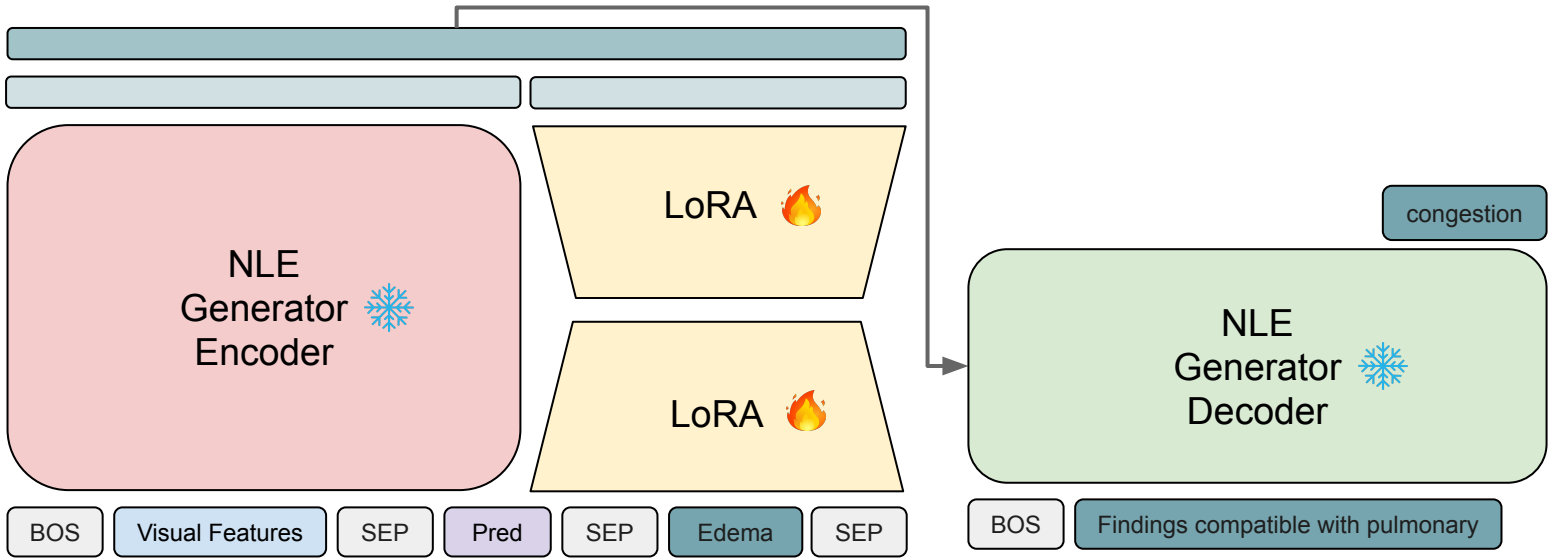 NLE
Generator
Encoder
LoRA
LoRA
BOS
Visual Features
SEP
Pred
SEP
Edema
SEP
congestion
NLE
Generator
Decoder
BOS
Findings compatible with pulmonary